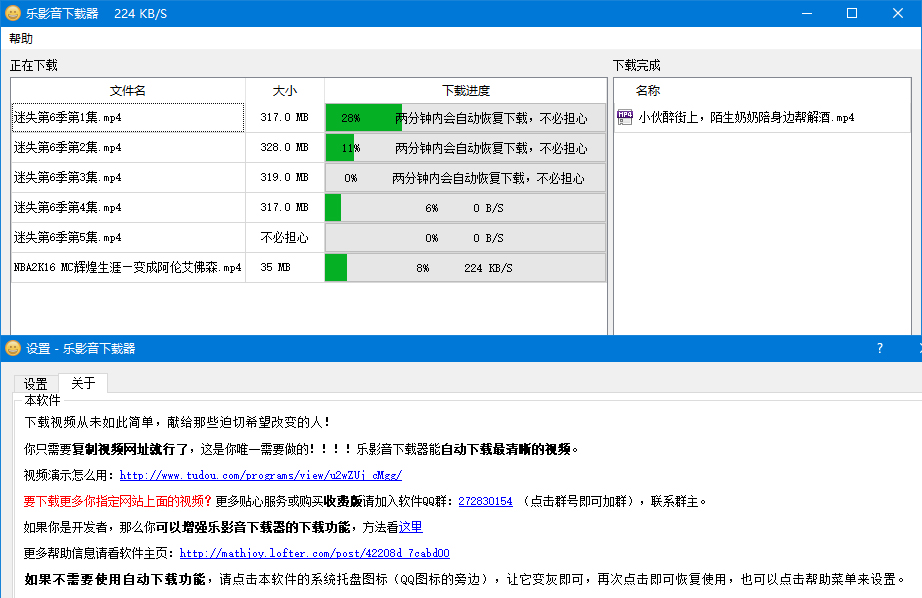 乐影音下载器 224 KB/S
帮助
正在下载
文件名 大小 下载进度
迷失第6季第1集.mp4 317.0 MB 28% 两分钟内会自动恢复下载，不必担心
迷失第6季第2集.mp4 328.0 MB 11% 两分钟内会自动恢复下载，不必担心
迷失第6季第3集.mp4 319.0 MB 0% 两分钟内会自动恢复下载，不必担心
迷失第6季第4集.mp4 317.0 MB 6% 0 B/S
迷失第6季第5集.mp4 不必担心 0% 0 B/S
NBA2K16 MC辉煌生涯－变成阿伦艾佛森.mp4 35 MB 8% 224 KB/S
下载完成
名称
小伙醉街上，陌生奶奶陪身边帮解酒.mp4
设置 - 乐影音下载器 ?
设置 关于
本软件
下载视频从未如此简单，献给那些迫切希望改变的人！
你只需要复制视频网址就行了，这是你唯一需要做的！！！！乐影音下载器能自动下载最清晰的视频。
视频演示怎么用：http://www.tudou.com/programs/view/u2wZUj_cMgg/
要下载更多你指定网站上面的视频？更多贴心服务或购买收费版请加入软件QQ群：272830154 （点击群号即可加群），联系群主。
如果你是开发者，那么你可以增强乐影音下载器的下载功能，方法看这里
更多帮助信息请看软件主页：http://mathjoy.lofter.com/post/42208d_7cabd00
如果不需要使用自动下载功能，请点击本软件的系统托盘图标（QQ图标的旁边），让它变灰即可，再次点击即可恢复使用，也可以点击帮助菜单来设置。